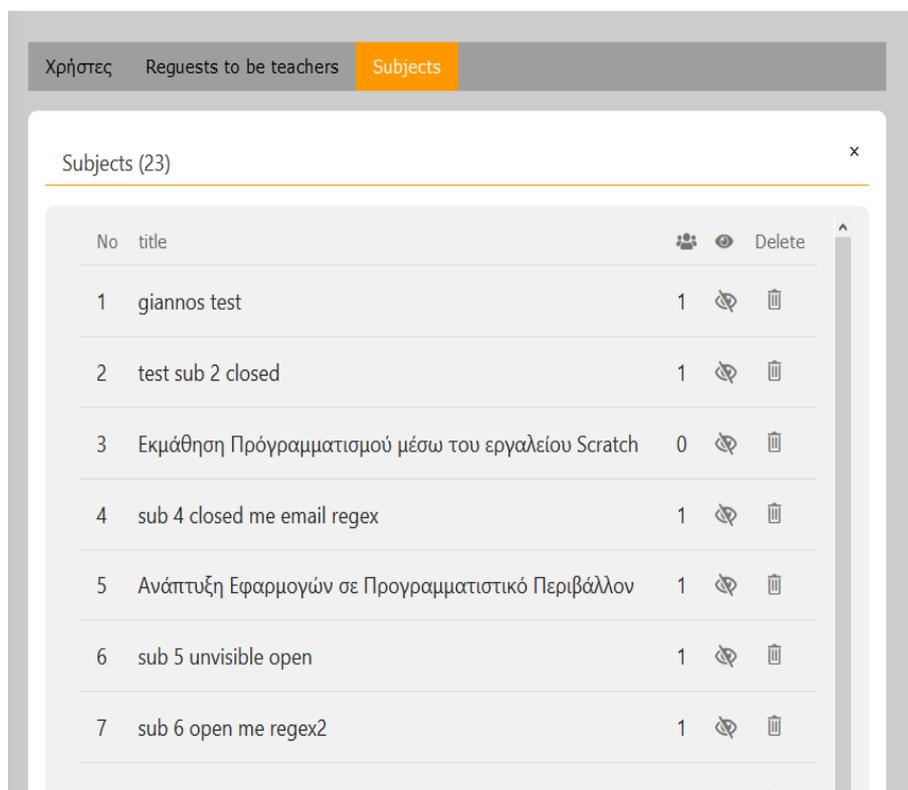 Χρήστες Reguests to be teachers Subjects
x
Subjects (23)
No title Delete
1 giannos test 1
2 test sub 2 closed 1
3 Εκμάθηση Πρόγραμματισμού μέσω του εργαλείου Scratch 0
4 sub 4 closed me email regex 1
5 Ανάπτυξη Εφαρμογών σε Προγραμματιστικό Περιβάλλον 1
6 sub 5 unvisible open 1
7 sub 6 open me regex2 1